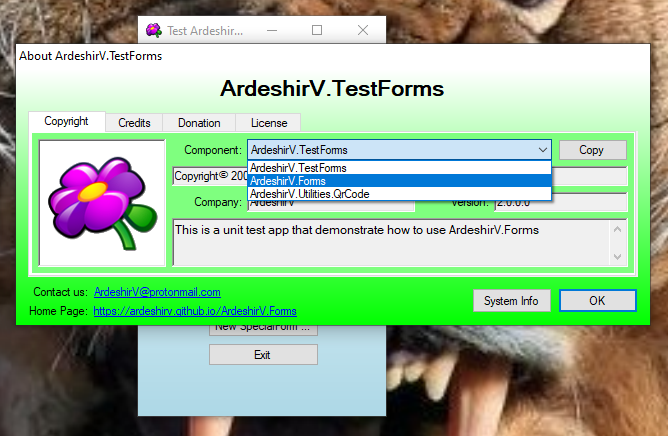 Test Ardeshir...
About ArdeshirV.TestForms
ArdeshirV.TestForms
Copyright Credits Donation License
Component: ArdeshirV.TestForms Copy
ArdeshirV.TestForms
ArdeshirV.Forms
Copyright© 200
ArdeshirV.Utilities.QrCode
Company: ArdeshirV Version: 2.0.0.0
This is a unit test app that demonstrate how to use ArdeshirV.Forms
Contact us: ArdeshirV@protonmail.com
System Info OK
Home Page: https://ardeshirv.github.io/ArdeshirV.Forms
New SpecialForm ...
Exit